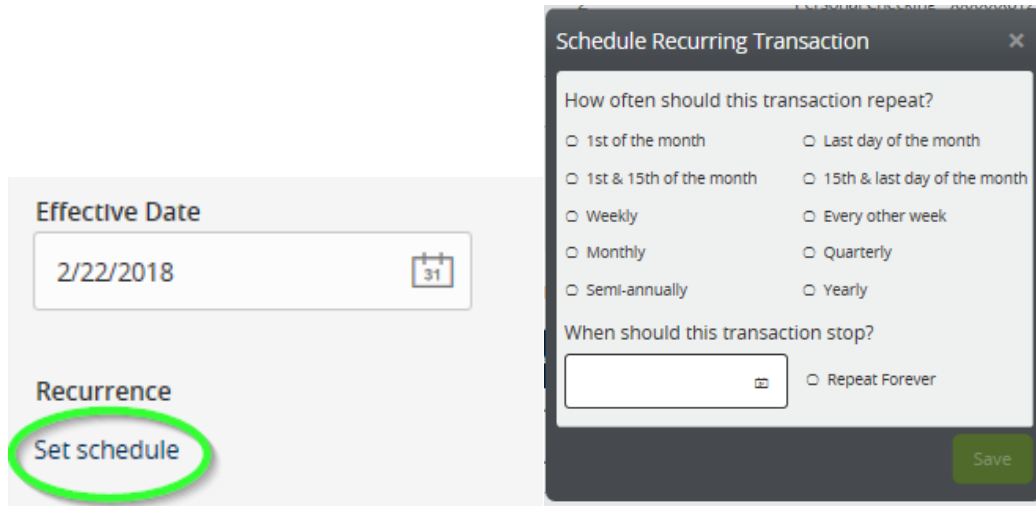 Effective Date
2/22/2018
31
Recurrence
Set schedule
Schedule Recurring Transaction
How often should this transaction repeat?
1st of the month
Last day of the month
1st & 15th of the month
15th & last day of the month
Weekly
Every other week
Monthly
Quarterly
Semi-annually
Yearly
When should this transaction stop?
Repeat Forever
Save